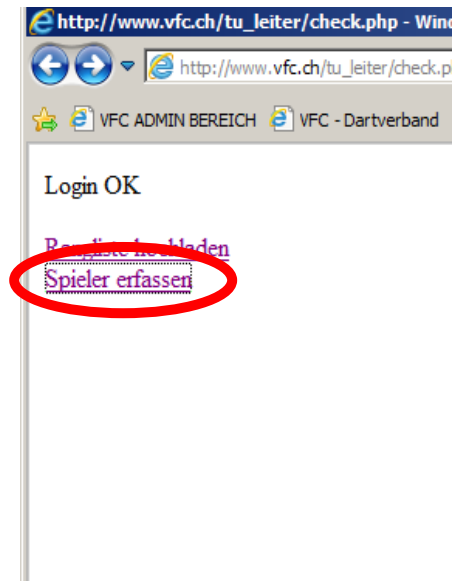 http://www.vfc.ch/tu_leiter/check.php - Wind
http://www.vfc.ch/tu_leiter/check.p
VFC ADMIN BEREICH VFC - Dartverband
Login OK
Rangliste hochladen
Spieler erfassen